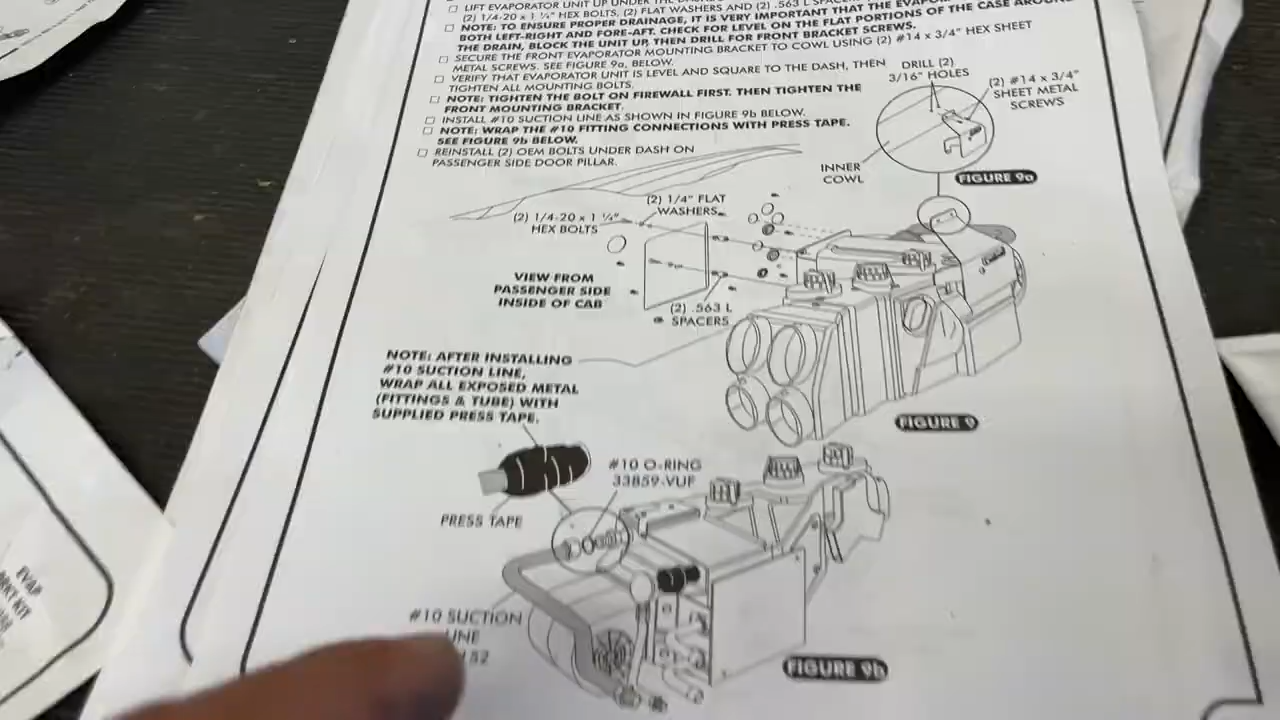 LIFT EVAPORATOR UNIT UP UNDER THE
(2) 1/4-20 x 1 ¼" HEX BOLTS, (2) FLAT WASHERS AND (2) .563 L
NOTE: TO ENSURE PROPER DRAINAGE, IT IS VERY IMPORTANT THAT THE
BOTH LEFT-RIGHT AND FORE-AFT. CHECK FOR LEVEL ON THE FLAT PORTIONS OF THE CASE AROUND
THE DRAIN, BLOCK THE UNIT UP, THEN DRILL FOR FRONT BRACKET SCREWS.
SECURE THE FRONT EVAPORATOR MOUNTING BRACKET TO COWL USING (2) #14 x 3/4" HEX SHEET
METAL SCREWS. SEE FIGURE 9a, BELOW.
VERIFY THAT EVAPORATOR UNIT IS LEVEL AND SQUARE TO THE DASH, THEN
TIGHTEN ALL MOUNTING BOLTS.
NOTE: TIGHTEN THE BOLT ON FIREWALL FIRST. THEN TIGHTEN THE
FRONT MOUNTING BRACKET.
INSTALL #10 SUCTION LINE AS SHOWN IN FIGURE 9b BELOW.
NOTE: WRAP THE #10 FITTING CONNECTIONS WITH PRESS TAPE.
SEE FIGURE 9b BELOW.
REINSTALL (2) OEM BOLTS UNDER DASH ON
PASSENGER SIDE DOOR PILLAR.
DRILL (2)
3/16" HOLES
(2) #14 x 3/4"
SHEET METAL
SCREWS
INNER
COWL
FIGURE 9a
(2) 1/4" FLAT
WASHERS
(2) 1/4-20 x 1 ¼"
HEX BOLTS
VIEW FROM
PASSENGER SIDE
INSIDE OF CAB
(2) .563 L
SPACERS
FIGURE 9
NOTE: AFTER INSTALLING
#10 SUCTION LINE,
WRAP ALL EXPOSED METAL
(FITTINGS & TUBE) WITH
SUPPLIED PRESS TAPE.
#10 O-RING
33859-VUF
PRESS TAPE
#10 SUCTION
LINE
52
FIGURE 9b
EVAP
KIT